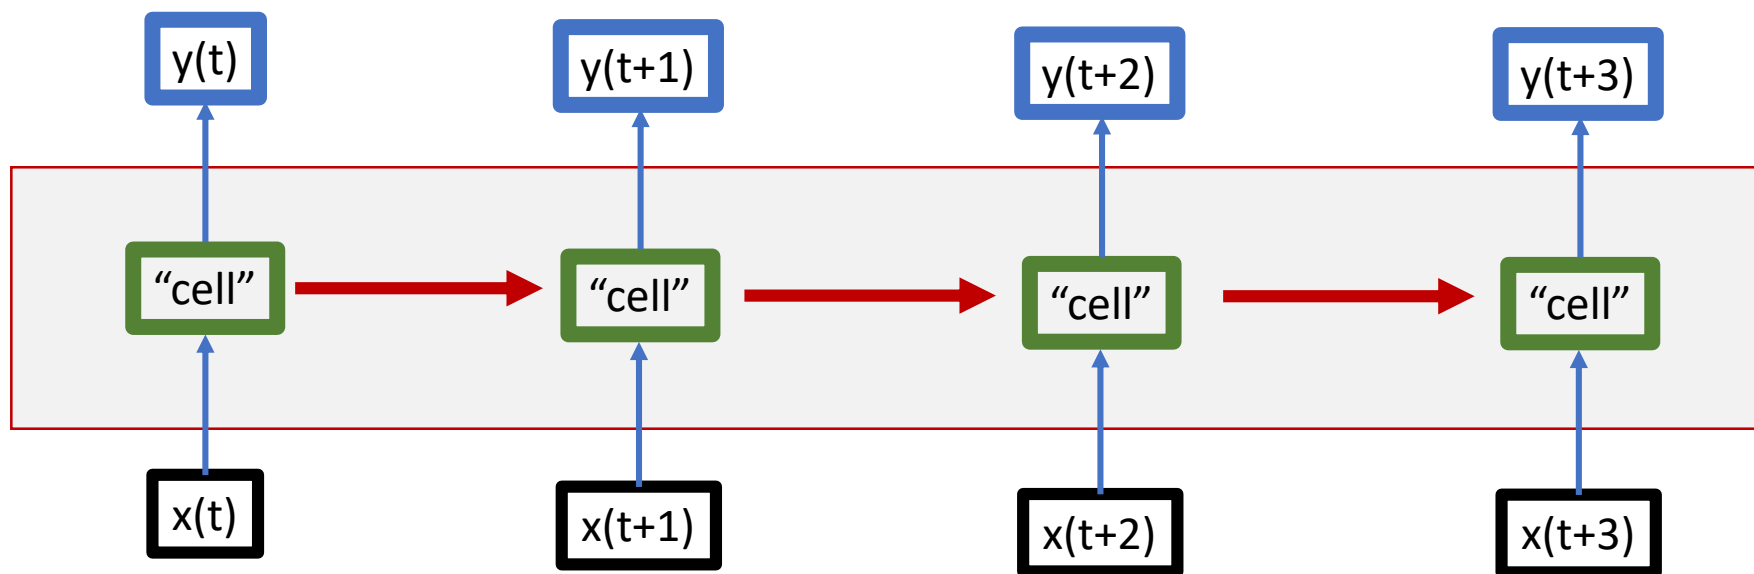 y(t)
y(t+1)
y(t+2)
y(t+3)
“cell”
“cell”
“cell”
“cell”
x(t)
x(t+1)
x(t+2)
x(t+3)